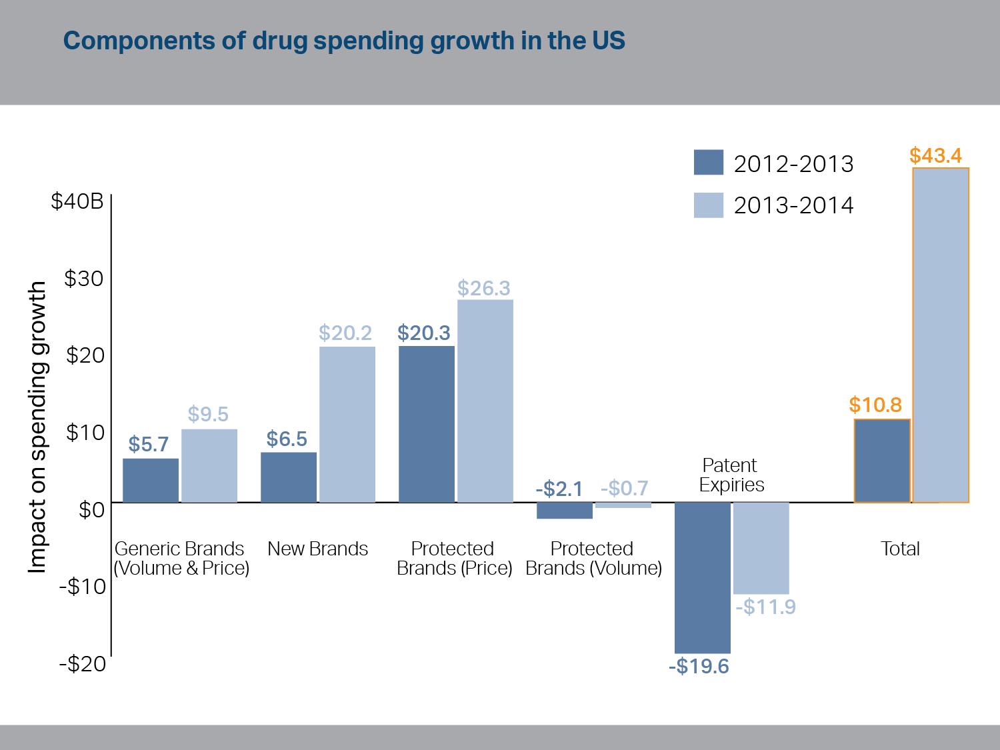 Components of drug spending growth in the US
2012-2013
2013-2014
Impact on spending growth
$40B
$30
$20
$10
$0
-$10
-$20
$5.7
$9.5
$6.5
$20.2
$20.3
$26.3
-$2.1
-$0.7
-$19.6
-$11.9
$10.8
$43.4
Generic Brands
(Volume & Price)
New Brands
Protected
Brands (Price)
Protected
Brands (Volume)
Patent
Expiries
Total